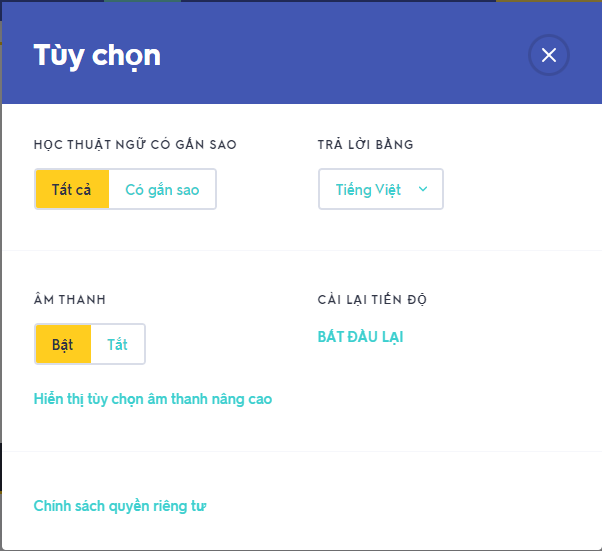 Tùy chọn
HỌC THUẬT NGỮ CÓ GẮN SAO
TRẢ LỜI BẰNG
Tất cả
Có gắn sao
Tiếng Việt
ÂM THANH
CÀI LẠI TIẾN ĐỘ
Bật
Tắt
BẮT ĐẦU LẠI
Hiển thị tùy chọn âm thanh nâng cao
Chính sách quyền riêng tư